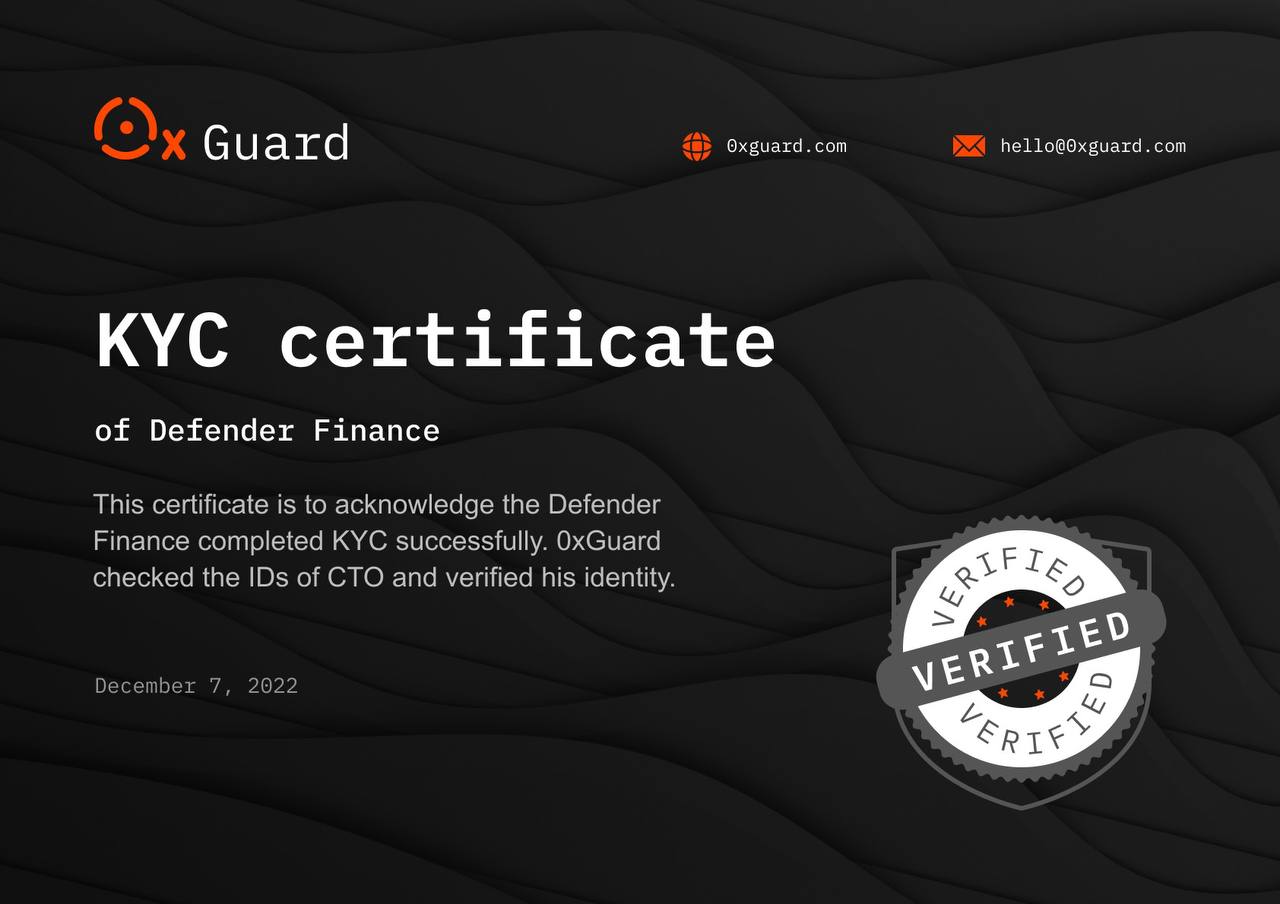 0x Guard
0xguard.com
hello@0xguard.com
KYC certificate
of Defender Finance
This certificate is to acknowledge the Defender
Finance completed KYC successfully. 0xGuard
checked the IDs of CTO and verified his identity.
December 7, 2022
VERIFIED
VERIFIED
VERIFIED